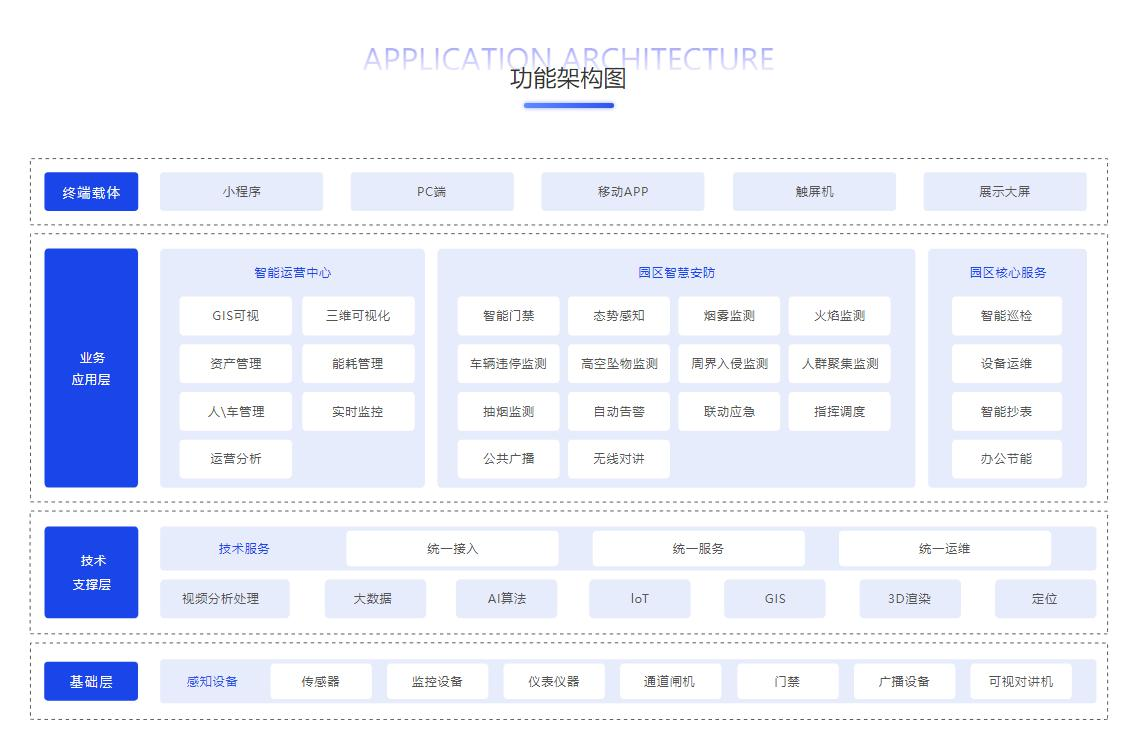 APPLICATION ARCHITECTURE
功能架构图
终端载体
小程序
PC端
移动APP
触屏机
展示大屏
业务
应用层
智能运营中心
GIS可视
三维可视化
资产管理
能耗管理
人\车管理
实时监控
运营分析
园区智慧安防
智能门禁
态势感知
烟雾监测
火焰监测
车辆违停监测
高空坠物监测
周界入侵监测
人群聚集监测
抽烟监测
自动告警
联动应急
指挥调度
公共广播
无线对讲
园区核心服务
智能巡检
设备运维
智能抄表
办公节能
技术
支撑层
技术服务
统一接入
统一服务
统一运维
视频分析处理
大数据
AI算法
IoT
GIS
3D渲染
定位
基础层
感知设备
传感器
监控设备
仪表仪器
通道闸机
门禁
广播设备
可视对讲机